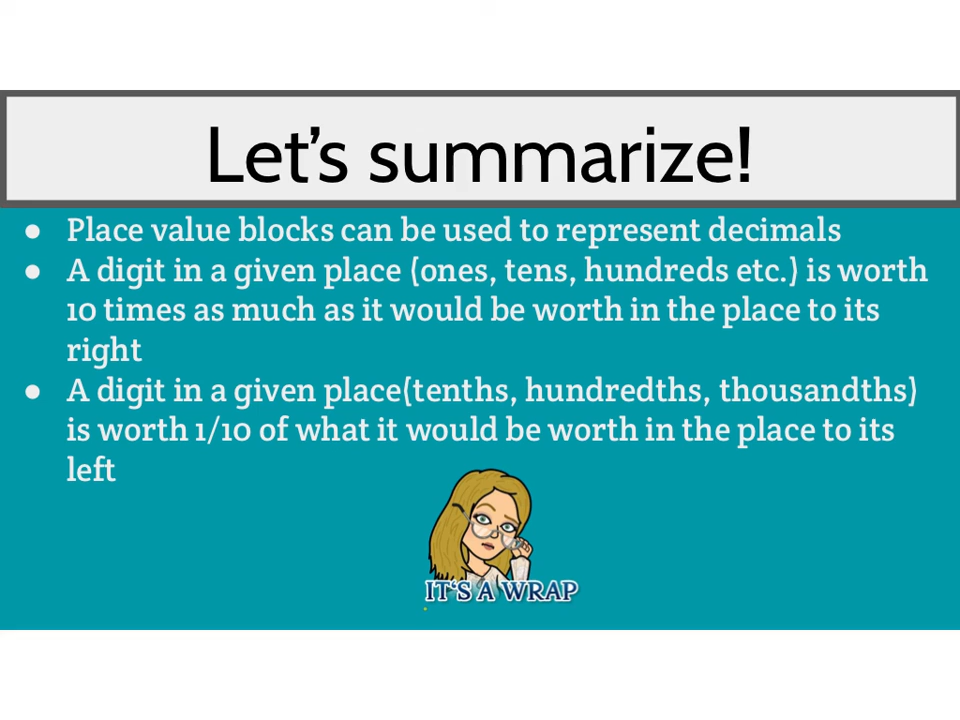 Let's summarize!
● Place value blocks can be used to represent decimals
● A digit in a given place (ones, tens, hundreds etc.) is worth
10 times as much as it would be worth in the place to its
right
● A digit in a given place(tenths, hundredths, thousandths)
is worth 1/10 of what it would be worth in the place to its
left
IT'S A WRAP